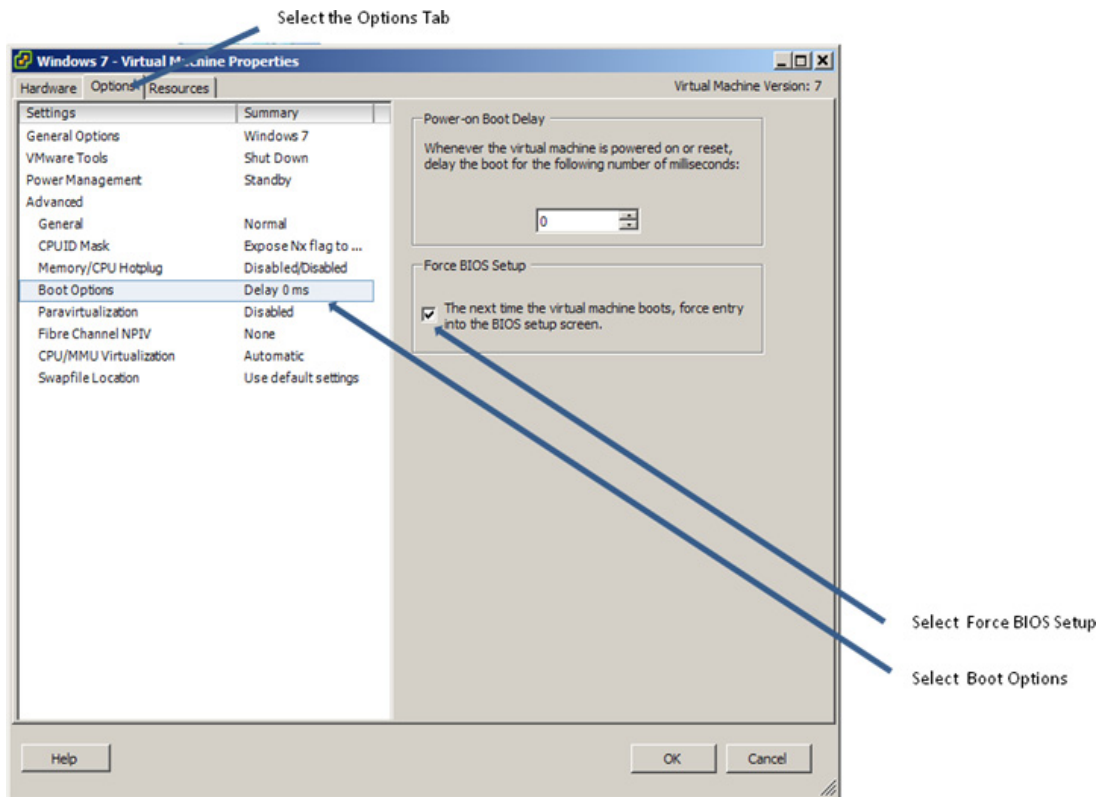 Select the Options Tab
Windows 7 - Virtual Machine Properties
Hardware Options Resources Virtual Machine Version: 7
Settings Summary
General Options Windows 7
VMware Tools Shut Down
Power Management Standby
Advanced
General Normal
CPUID Mask Expose Nx flag to ...
Memory/CPU Hotplug Disabled/Disabled
Boot Options Delay 0 ms
Paravirtualization Disabled
Fibre Channel NPIV None
CPU/MMU Virtualization Automatic
Swapfile Location Use default settings
Power-on Boot Delay
Whenever the virtual machine is powered on or reset,
delay the boot for the following number of milliseconds:
0
Force BIOS Setup
The next time the virtual machine boots, force entry
into the BIOS setup screen.
Select Force BIOS Setup
Select Boot Options
Help OK Cancel